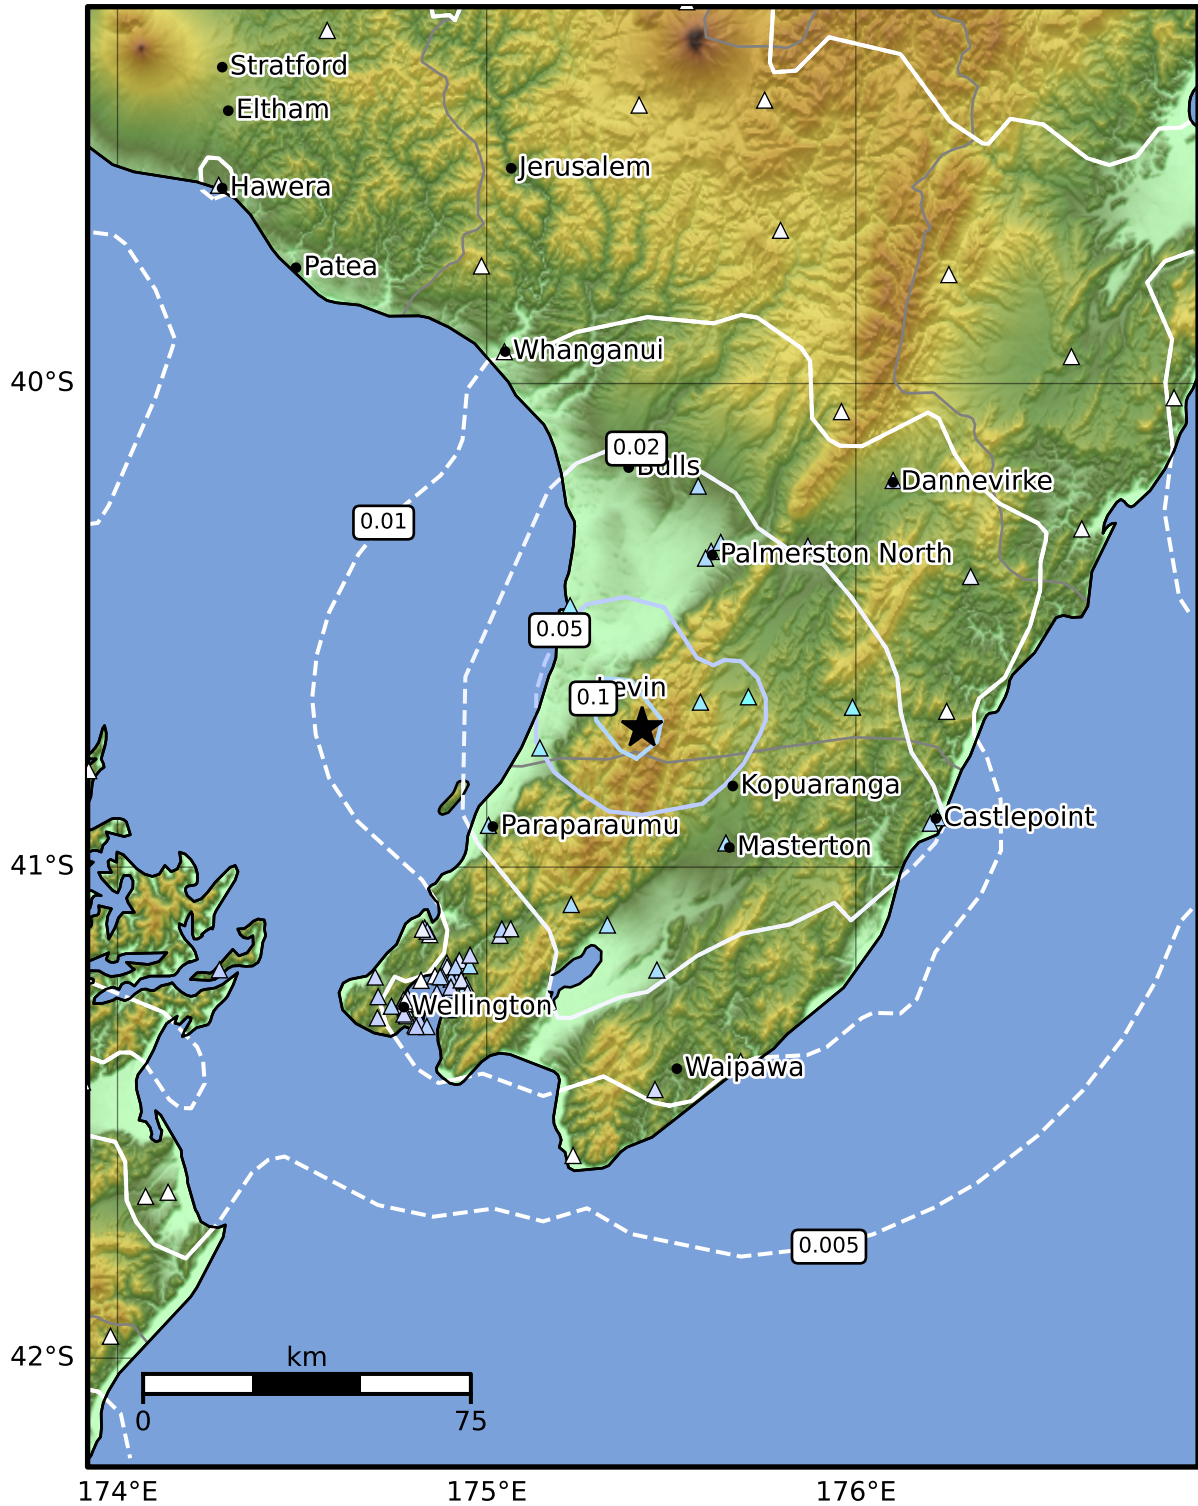 Stratford
Eltham
Jerusalem
Hawera
Patea
Whanganui
40°S
0.02
Bulls
Dannevirke
0.01
Palmerston North
0.05
Levin
0.1
Kopuaranga
Castlepoint
Paraparaumu
Masterton
41°S
Wellington
Waipawa
0.005
42°S
km
0
75
174°E
175°E
176°E